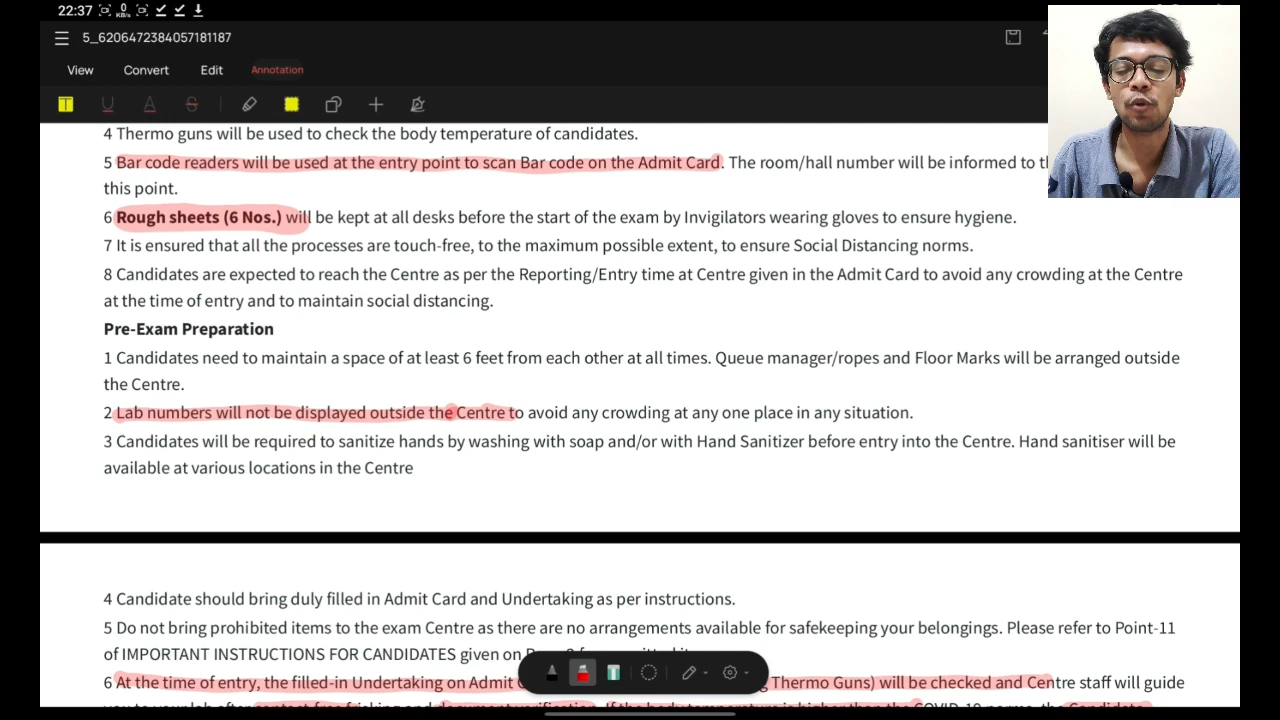 22:37 0 KB/s
5_6206472384057181187
View Convert Edit Annotation
T U A S
4 Thermo guns will be used to check the body temperature of candidates.
5 Bar code readers will be used at the entry point to scan Bar code on the Admit Card. The room/hall number will be informed to
this point.
6 Rough sheets (6 Nos.) will be kept at all desks before the start of the exam by Invigilators wearing gloves to ensure hygiene.
7 It is ensured that all the processes are touch-free, to the maximum possible extent, to ensure Social Distancing norms.
8 Candidates are expected to reach the Centre as per the Reporting/Entry time at Centre given in the Admit Card to avoid any crowding at the Centre
at the time of entry and to maintain social distancing.
Pre-Exam Preparation
1 Candidates need to maintain a space of at least 6 feet from each other at all times. Queue manager/ropes and Floor Marks will be arranged outside
the Centre.
2 Lab numbers will not be displayed outside the Centre to avoid any crowding at any one place in any situation.
3 Candidates will be required to sanitize hands by washing with soap and/or with Hand Sanitizer before entry into the Centre. Hand sanitiser will be
available at various locations in the Centre
4 Candidate should bring duly filled in Admit Card and Undertaking as per instructions.
5 Do not bring prohibited items to the exam Centre as there are no arrangements available for safekeeping your belongings. Please refer to Point-11
of IMPORTANT INSTRUCTIONS FOR CANDIDATES given on
6 At the time of entry, the filled-in Undertaking on Admit Thermo Guns) will be checked and Centre staff will guide